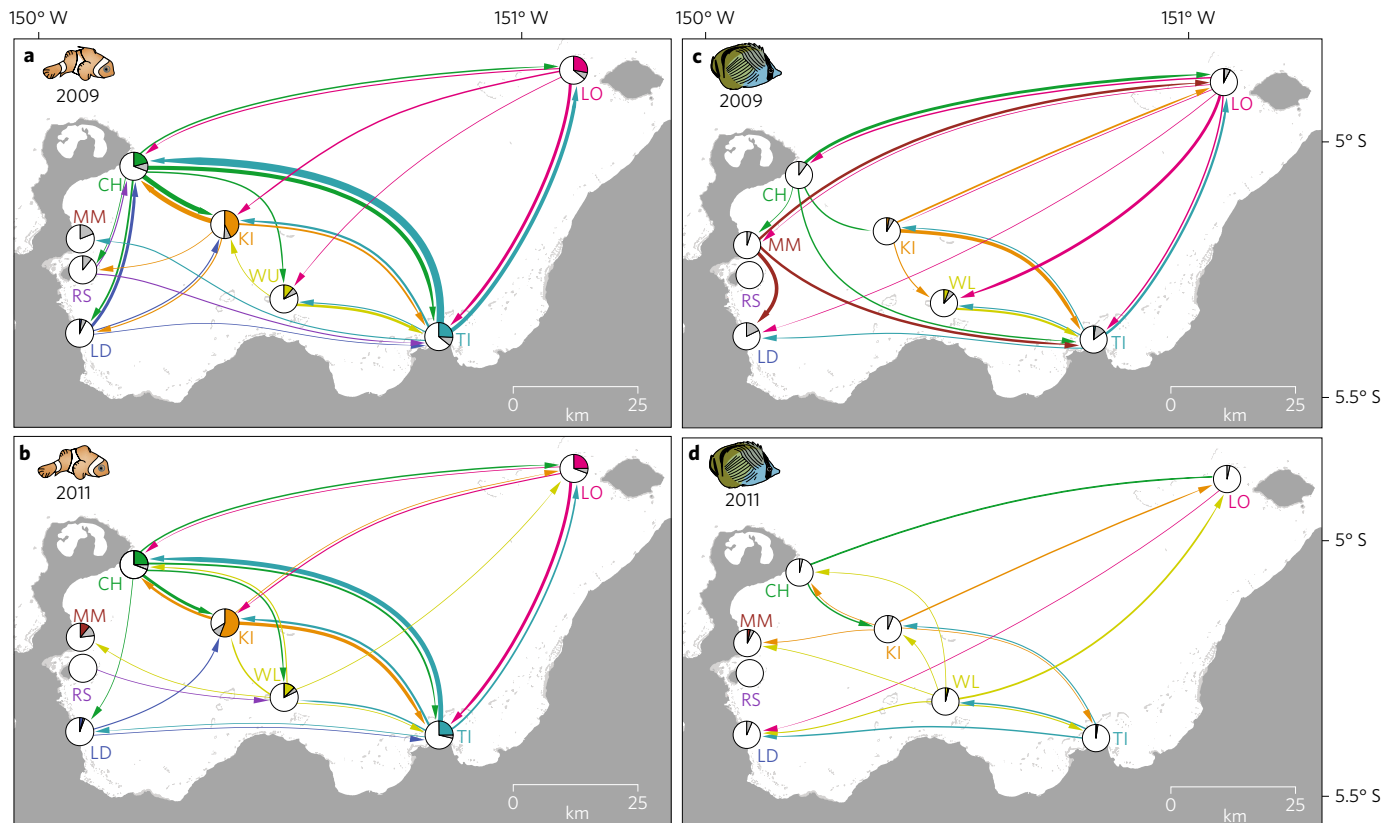 150° W 151° W 150° W 151° W
a
2009
LO
CH
MM
KI
WU
RS
LD
TI
0 25
km
c
2009
LO
CH
MM
KI
WL
RS
LD
TI
0 25
km
5° S
5.5° S
b
2011
LO
CH
MM
KI
WL
RS
LD
TI
0 25
km
d
2011
LO
CH
MM
KI
WL
RS
LD
TI
0 25
km
5° S
5.5° S